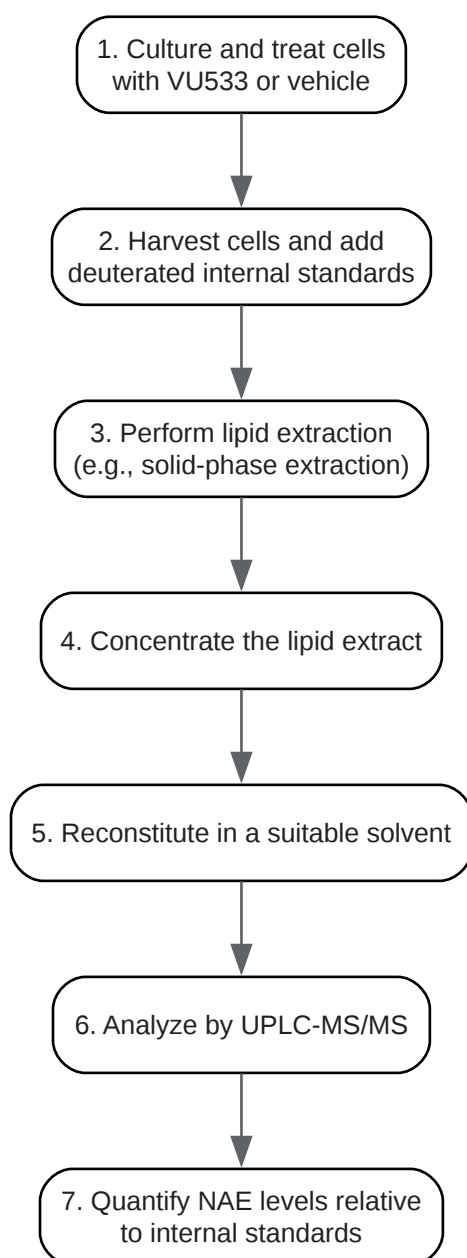 1. Culture and treat cells
with VU533 or vehicle
2. Harvest cells and add
deuterated internal standards
3. Perform lipid extraction
(e.g., solid-phase extraction)
4. Concentrate the lipid extract
5. Reconstitute in a suitable solvent
6. Analyze by UPLC-MS/MS
7. Quantify NAE levels relative
to internal standards